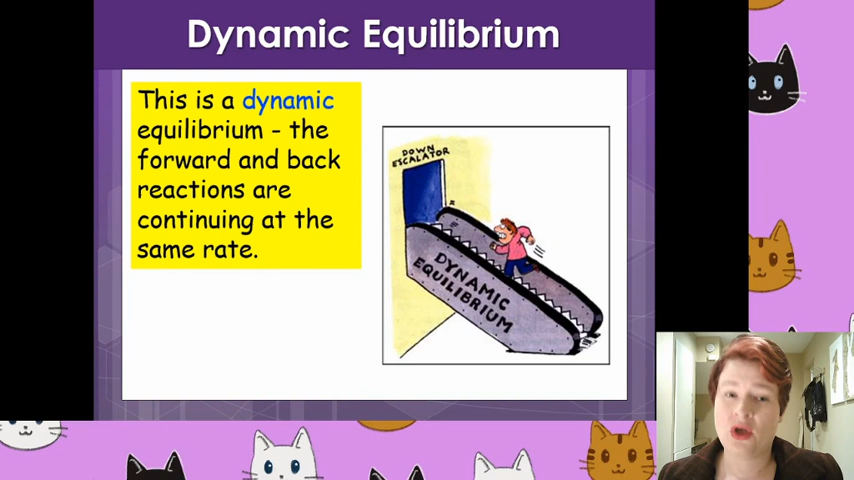 Dynamic Equilibrium
This is a dynamic
equilibrium - the
forward and back
reactions are
continuing at the
same rate.
DOWN
ESCALATOR
DYNAMIC
EQUILIBRIUM